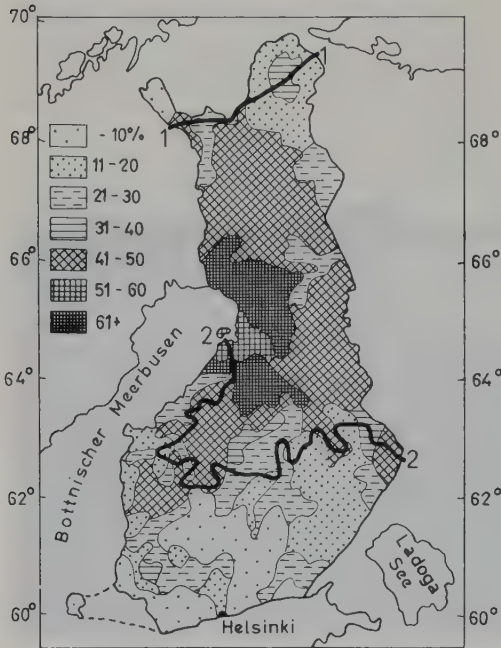 70°
1
68°
1
68°
- 10%
11 - 20
21 - 30
31 - 40
41 - 50
51 - 60
61+
66°
66°
Bottnischer Meerbusen
2
64°
64°
2
62°
62°
Ladoga
See
60°
60°
Helsinki